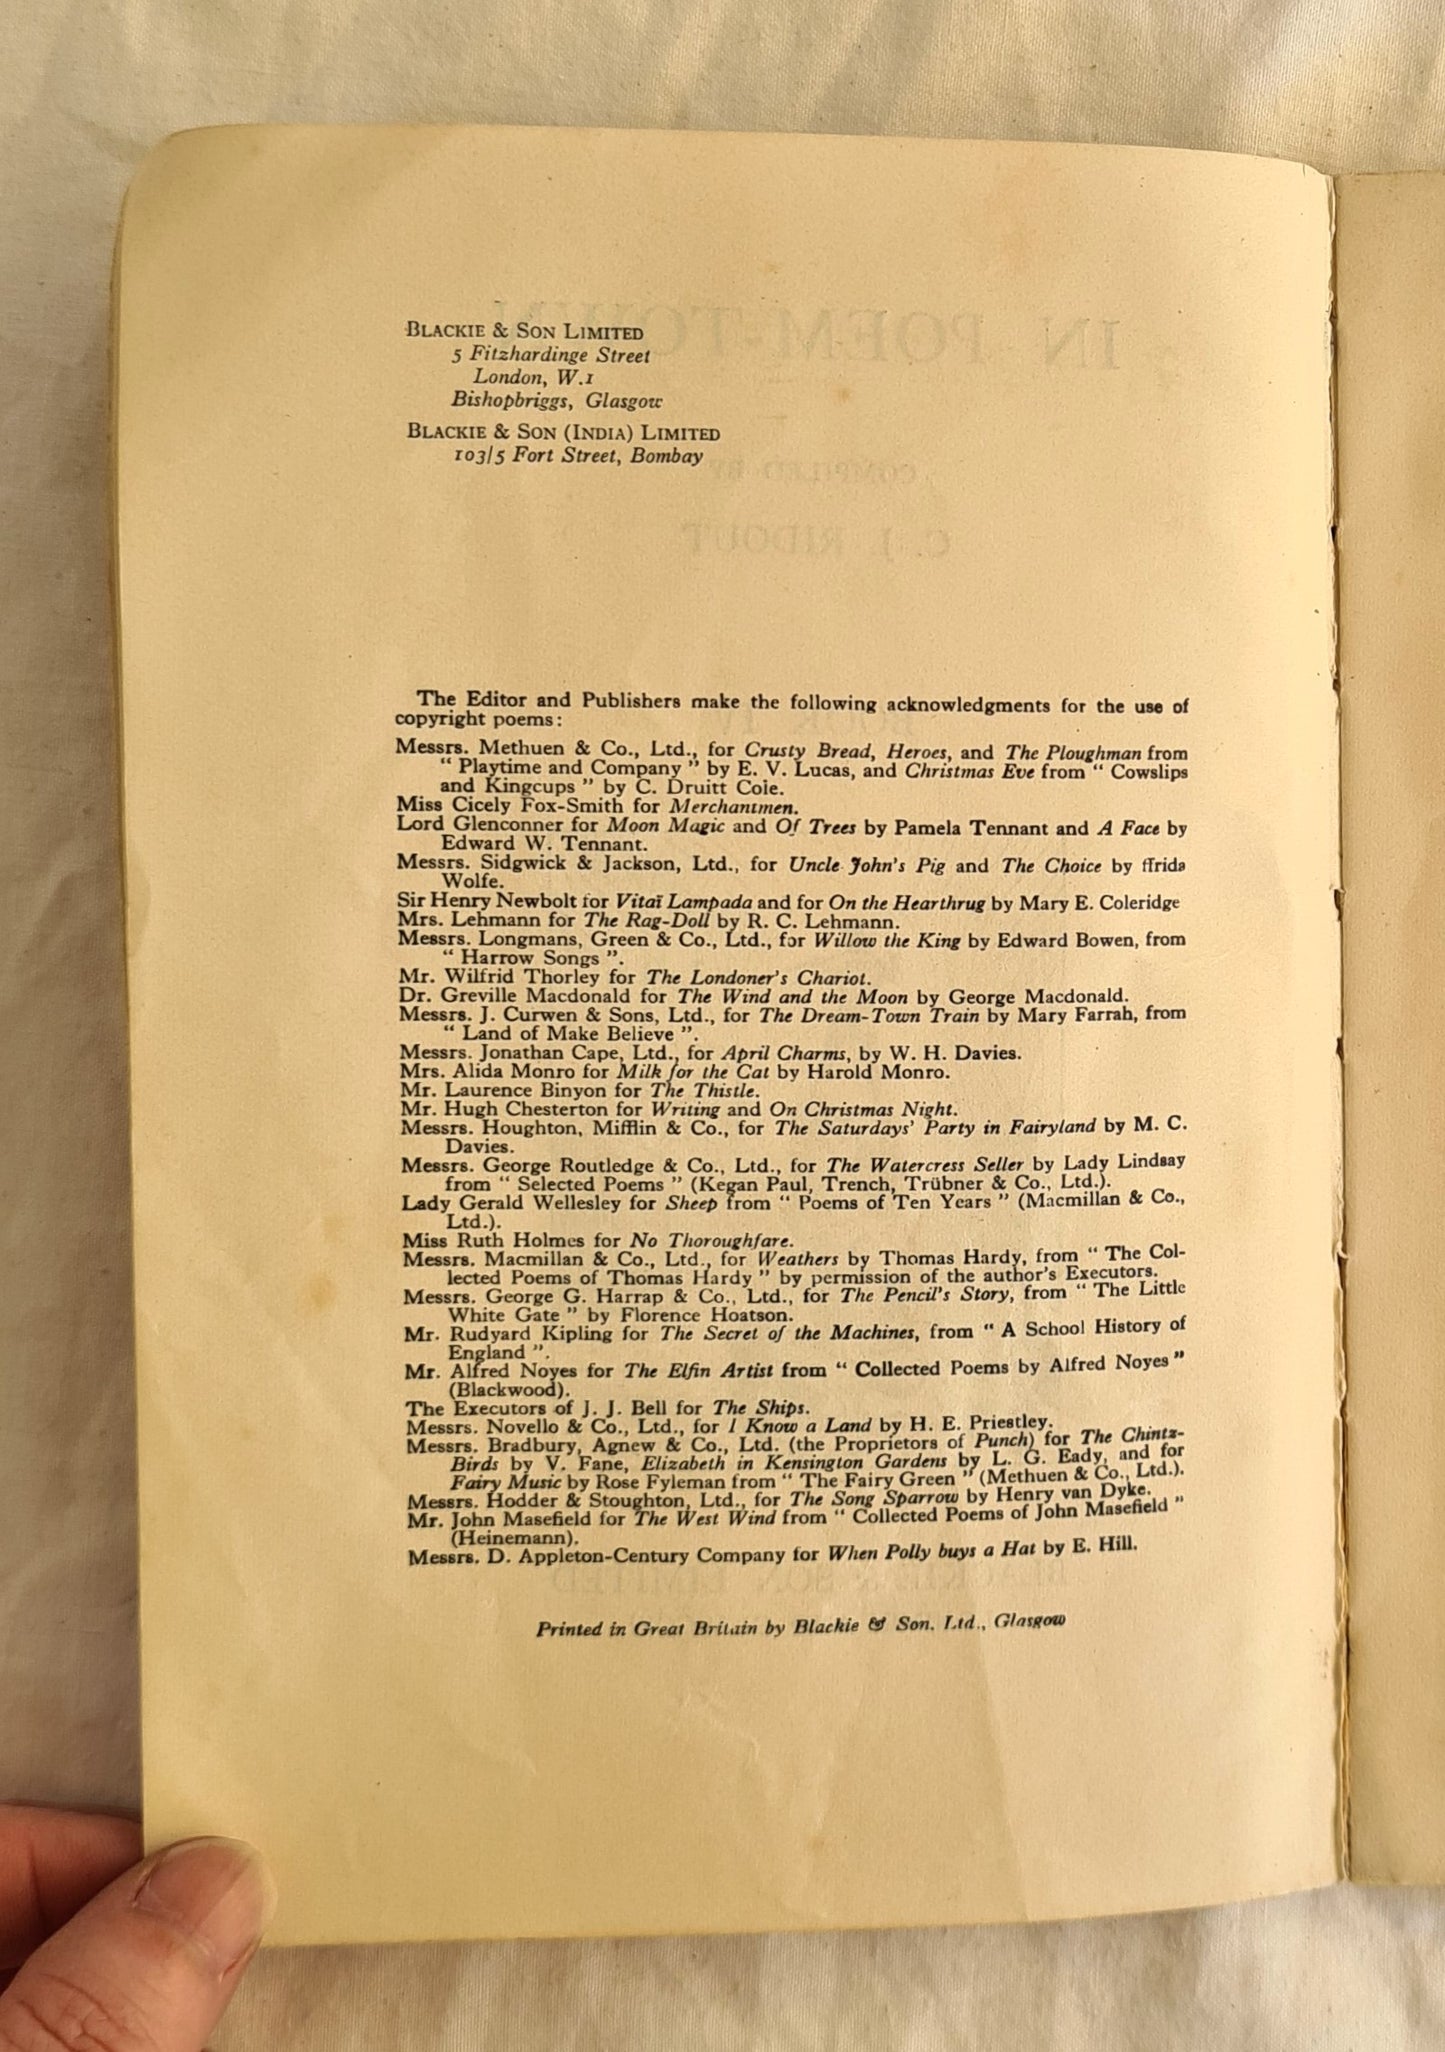 BLACKIE & SON LIMITED
5 Fitzhardinge Street
London, W.1
Bishopbriggs, Glasgow
BLACKIE & SON (INDIA) LIMITED
103/5 Fort Street, Bombay
IN POEM-TOWN
COMPILED BY
C. J. RIDOUT
The Editor and Publishers make the following acknowledgments for the use of
copyright poems:
Messrs. Methuen & Co., Ltd., for Crusty Bread, Heroes, and The Ploughman from
“ Playtime and Company ” by E. V. Lucas, and Christmas Eve from “ Cowslips
and Kingcups ” by C. Druitt Cole.
Miss Cicely Fox-Smith for Merchantmen.
Lord Glenconner for Moon Magic and Of Trees by Pamela Tennant and A Face by
Edward W. Tennant.
Messrs. Sidgwick & Jackson, Ltd., for Uncle John's Pig and The Choice by ffrida
Wolfe.
Sir Henry Newbolt for Vitaï Lampada and for On the Hearthrug by Mary E. Coleridge
Mrs. Lehmann for The Rag-Doll by R. C. Lehmann.
Messrs. Longmans, Green & Co., Ltd., for Willow the King by Edward Bowen, from
“ Harrow Songs ”.
Mr. Wilfrid Thorley for The Londoner's Chariot.
Dr. Greville Macdonald for The Wind and the Moon by George Macdonald.
Messrs. J. Curwen & Sons, Ltd., for The Dream-Town Train by Mary Farrah, from
“ Land of Make Believe ”.
Messrs. Jonathan Cape, Ltd., for April Charms, by W. H. Davies.
Mrs. Alida Monro for Milk for the Cat by Harold Monro.
Mr. Laurence Binyon for The Thistle.
Mr. Hugh Chesterton for Writing and On Christmas Night.
Messrs. Houghton, Mifflin & Co., for The Saturdays' Party in Fairyland by M. C.
Davies.
Messrs. George Routledge & Co., Ltd., for The Watercress Seller by Lady Lindsay
from “ Selected Poems ” (Kegan Paul, Trench, Trübner & Co., Ltd.).
Lady Gerald Wellesley for Sheep from “ Poems of Ten Years ” (Macmillan & Co.,
Ltd.).
Miss Ruth Holmes for No Thoroughfare.
Messrs. Macmillan & Co., Ltd., for Weathers by Thomas Hardy, from “ The Col-
lected Poems of Thomas Hardy ” by permission of the author's Executors.
Messrs. George G. Harrap & Co., Ltd., for The Pencil's Story, from “ The Little
White Gate ” by Florence Hoatson.
Mr. Rudyard Kipling for The Secret of the Machines, from “ A School History of
England ”.
Mr. Alfred Noyes for The Elfin Artist from “ Collected Poems by Alfred Noyes ”
(Blackwood).
The Executors of J. J. Bell for The Ships.
Messrs. Novello & Co., Ltd., for I Know a Land by H. E. Priestley.
Messrs. Bradbury, Agnew & Co., Ltd. (the Proprietors of Punch) for The Chintz-
Birds by V. Fane, Elizabeth in Kensington Gardens by L. G. Eady, and for
Fairy Music by Rose Fyleman from “ The Fairy Green ” (Methuen & Co., Ltd.).
Messrs. Hodder & Stoughton, Ltd., for The Song Sparrow by Henry van Dyke.
Mr. John Masefield for The West Wind from “ Collected Poems of John Masefield ”
(Heinemann).
Messrs. D. Appleton-Century Company for When Polly buys a Hat by E. Hill.
BLACKIE & SON LIMITED
Printed in Great Britain by Blackie & Son, Ltd., Glasgow